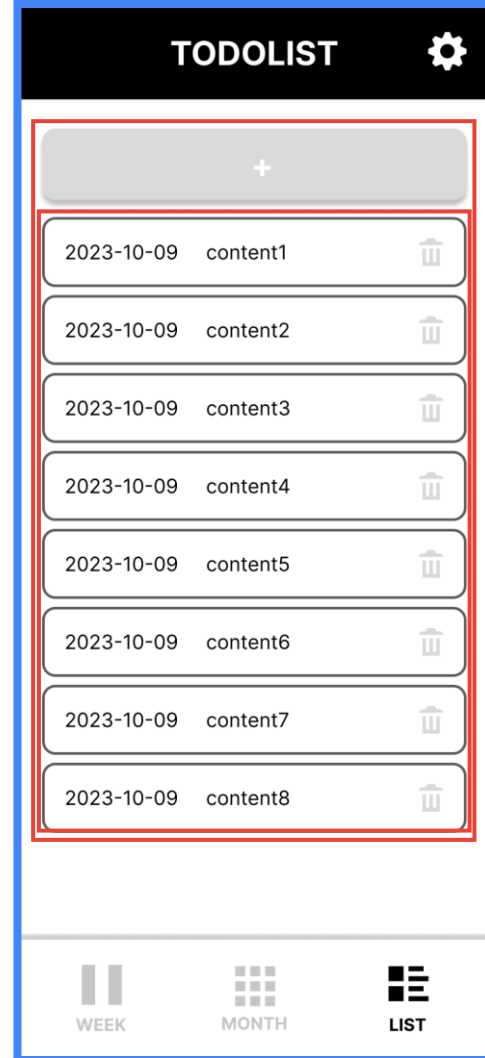 TODOLIST
+
2023-10-09 content1
2023-10-09 content2
2023-10-09 content3
2023-10-09 content4
2023-10-09 content5
2023-10-09 content6
2023-10-09 content7
2023-10-09 content8
WEEK MONTH LIST